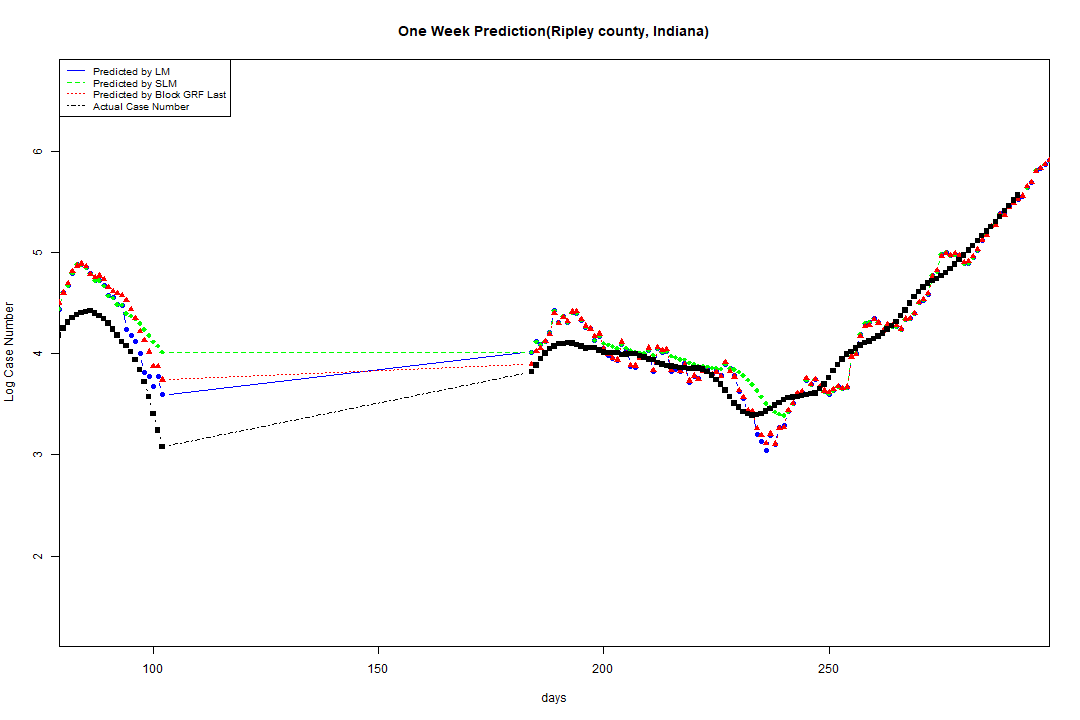 One Week Prediction(Ripley county, Indiana)
Predicted by LM
Predicted by SLM
Predicted by Block GRF Last
Actual Case Number
Log Case Number
6
5
4
3
2
100
150
200
250
days